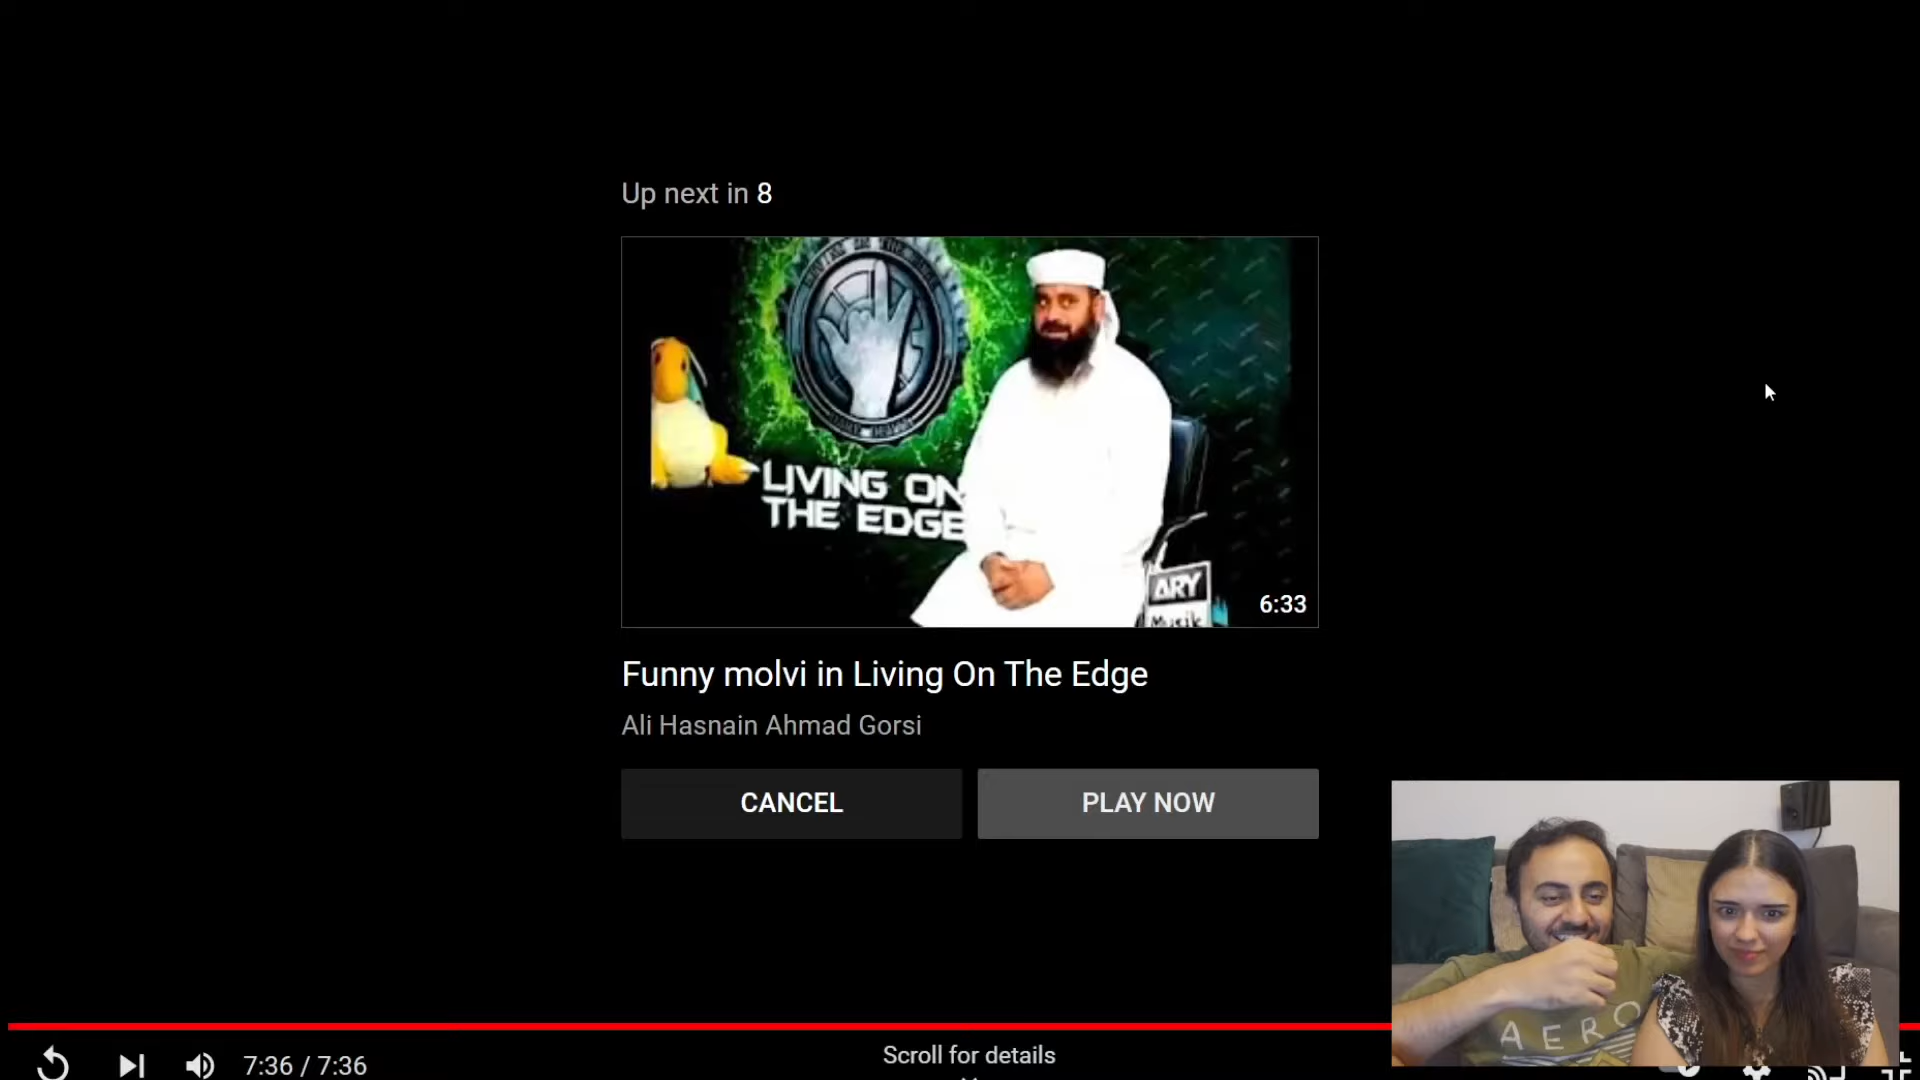 Up next in 8
LIVING ON
THE EDGE
ARY
Musik
6:33
Funny molvi in Living On The Edge
Ali Hasnain Ahmad Gorsi
CANCEL
PLAY NOW
AERO
7:36 / 7:36
Scroll for details